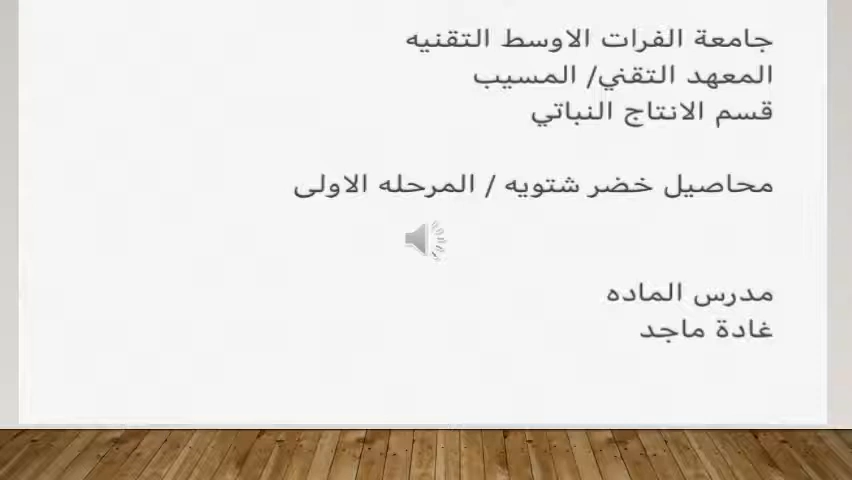 جامعة الفرات الاوسط التقنيه
المعهد التقني/ المسيب
قسم الانتاج النباتي
محاصيل خضر شتويه / المرحله الاولى
مدرس الماده
غادة ماجد